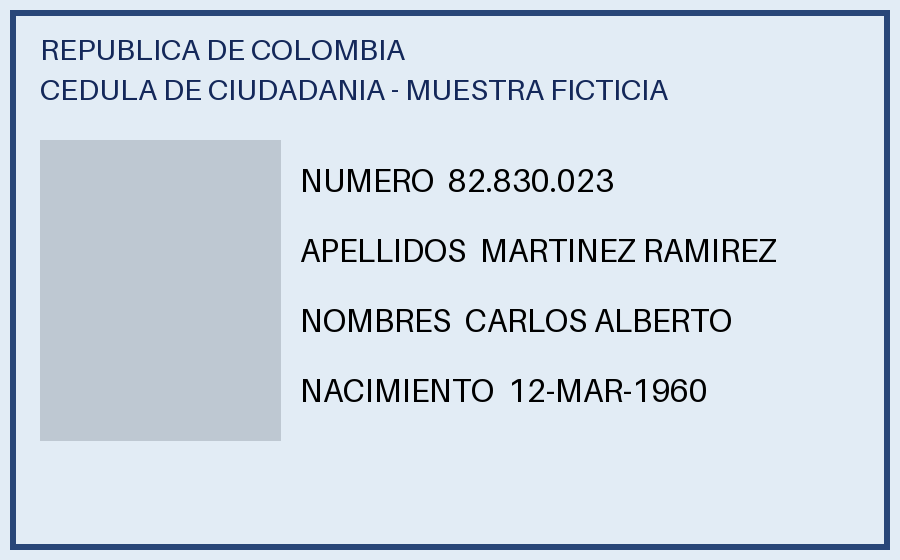 REPUBLICA DE COLOMBIA
CEDULA DE CIUDADANIA - MUESTRA FICTICIA
NUMERO 82.830.023
APELLIDOS MARTINEZ RAMIREZ
NOMBRES CARLOS ALBERTO
NACIMIENTO 12-MAR-1960